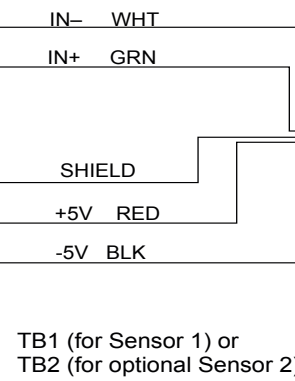 IN– WHT
IN+ GRN
SHIELD
+5V RED
-5V BLK
TB1 (for Sensor 1) or
TB2 (for optional Sensor 2)